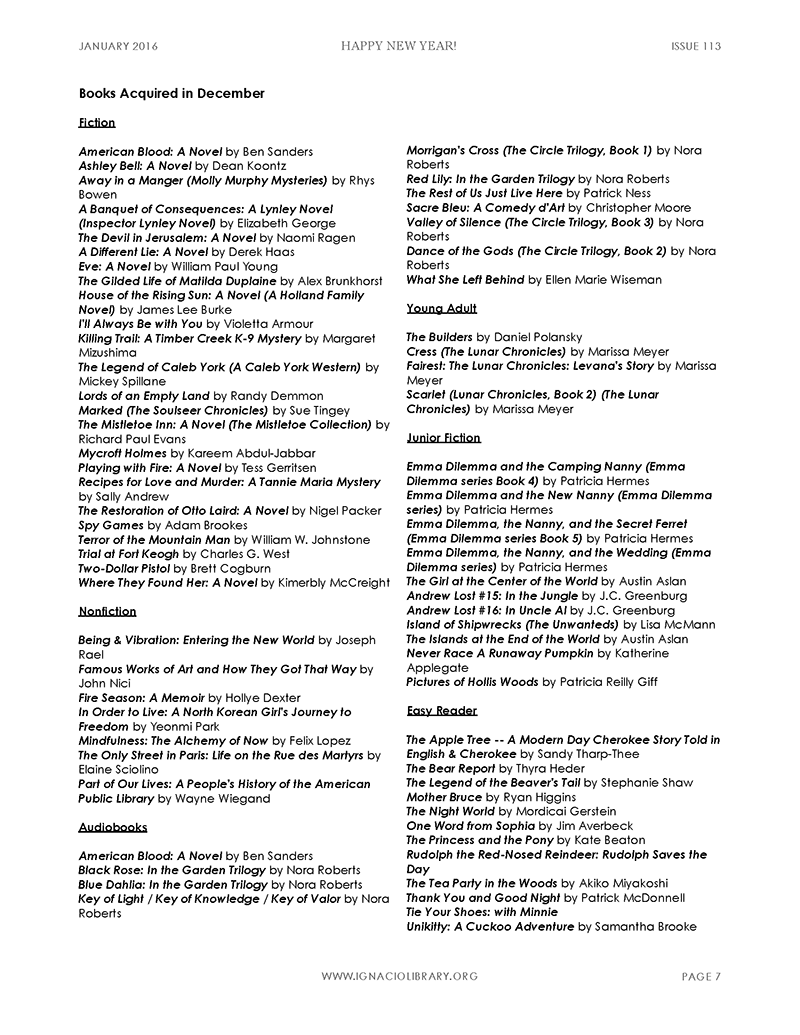 JANUARY 2016
HAPPY NEW YEAR!
ISSUE 113
Books Acquired in December
Fiction
American Blood: A Novel by Ben Sanders
Ashley Bell: A Novel by Dean Koontz
Away in a Manger (Molly Murphy Mysteries) by Rhys
Bowen
A Banquet of Consequences: A Lynley Novel
(Inspector Lynley Novel) by Elizabeth George
The Devil in Jerusalem: A Novel by Naomi Ragen
A Different Lie: A Novel by Derek Haas
Eve: A Novel by William Paul Young
The Gilded Life of Matilda Duplaine by Alex Brunkhorst
House of the Rising Sun: A Novel (A Holland Family
Novel) by James Lee Burke
I'll Always Be with You by Violetta Armour
Killing Trail: A Timber Creek K-9 Mystery by Margaret
Mizushima
The Legend of Caleb York (A Caleb York Western) by
Mickey Spillane
Lords of an Empty Land by Randy Demmon
Marked (The Soulseer Chronicles) by Sue Tingey
The Mistletoe Inn: A Novel (The Mistletoe Collection) by
Richard Paul Evans
Mycroft Holmes by Kareem Abdul-Jabbar
Playing with Fire: A Novel by Tess Gerritsen
Recipes for Love and Murder: A Tannie Maria Mystery
by Sally Andrew
The Restoration of Otto Laird: A Novel by Nigel Packer
Spy Games by Adam Brookes
Terror of the Mountain Man by William W. Johnstone
Trial at Fort Keogh by Charles G. West
Two-Dollar Pistol by Brett Cogburn
Where They Found Her: A Novel by Kimerbly McCreight
Nonfiction
Being & Vibration: Entering the New World by Joseph
Rael
Famous Works of Art and How They Got That Way by
John Nici
Fire Season: A Memoir by Hollye Dexter
In Order to Live: A North Korean Girl's Journey to
Freedom by Yeonmi Park
Mindfulness: The Alchemy of Now by Felix Lopez
The Only Street in Paris: Life on the Rue des Martyrs by
Elaine Sciolino
Part of Our Lives: A People's History of the American
Public Library by Wayne Wiegand
Audiobooks
American Blood: A Novel by Ben Sanders
Black Rose: In the Garden Trilogy by Nora Roberts
Blue Dahlia: In the Garden Trilogy by Nora Roberts
Key of Light / Key of Knowledge / Key of Valor by Nora
Roberts
Morrigan's Cross (The Circle Trilogy, Book 1) by Nora
Roberts
Red Lily: In the Garden Trilogy by Nora Roberts
The Rest of Us Just Live Here by Patrick Ness
Sacre Bleu: A Comedy d'Art by Christopher Moore
Valley of Silence (The Circle Trilogy, Book 3) by Nora
Roberts
Dance of the Gods (The Circle Trilogy, Book 2) by Nora
Roberts
What She Left Behind by Ellen Marie Wiseman
Young Adult
The Builders by Daniel Polansky
Cress (The Lunar Chronicles) by Marissa Meyer
Fairest: The Lunar Chronicles: Levana's Story by Marissa
Meyer
Scarlet (Lunar Chronicles, Book 2) (The Lunar
Chronicles) by Marissa Meyer
Junior Fiction
Emma Dilemma and the Camping Nanny (Emma
Dilemma series Book 4) by Patricia Hermes
Emma Dilemma and the New Nanny (Emma Dilemma
series) by Patricia Hermes
Emma Dilemma, the Nanny, and the Secret Ferret
(Emma Dilemma series Book 5) by Patricia Hermes
Emma Dilemma, the Nanny, and the Wedding (Emma
Dilemma series) by Patricia Hermes
The Girl at the Center of the World by Austin Aslan
Andrew Lost #15: In the Jungle by J.C. Greenburg
Andrew Lost #16: In Uncle Al by J.C. Greenburg
Island of Shipwrecks (The Unwanteds) by Lisa McMann
The Islands at the End of the World by Austin Aslan
Never Race A Runaway Pumpkin by Katherine
Applegate
Pictures of Hollis Woods by Patricia Reilly Giff
Easy Reader
The Apple Tree -- A Modern Day Cherokee Story Told in
English & Cherokee by Sandy Tharp-Thee
The Bear Report by Thyra Heder
The Legend of the Beaver's Tail by Stephanie Shaw
Mother Bruce by Ryan Higgins
The Night World by Mordicai Gerstein
One Word from Sophia by Jim Averbeck
The Princess and the Pony by Kate Beaton
Rudolph the Red-Nosed Reindeer: Rudolph Saves the
Day
The Tea Party in the Woods by Akiko Miyakoshi
Thank You and Good Night by Patrick McDonnell
Tie Your Shoes: with Minnie
Unikitty: A Cuckoo Adventure by Samantha Brooke
WWW.IGNACIOLIBRARY.ORG
PAGE 7